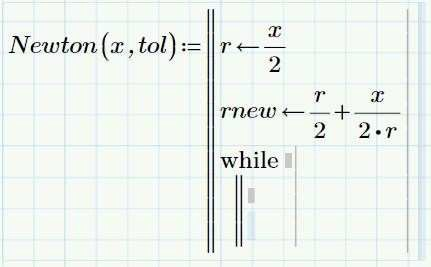 Newton(x, tol):= r ← x/2
rnew ← r/2 + x/(2·r)
while